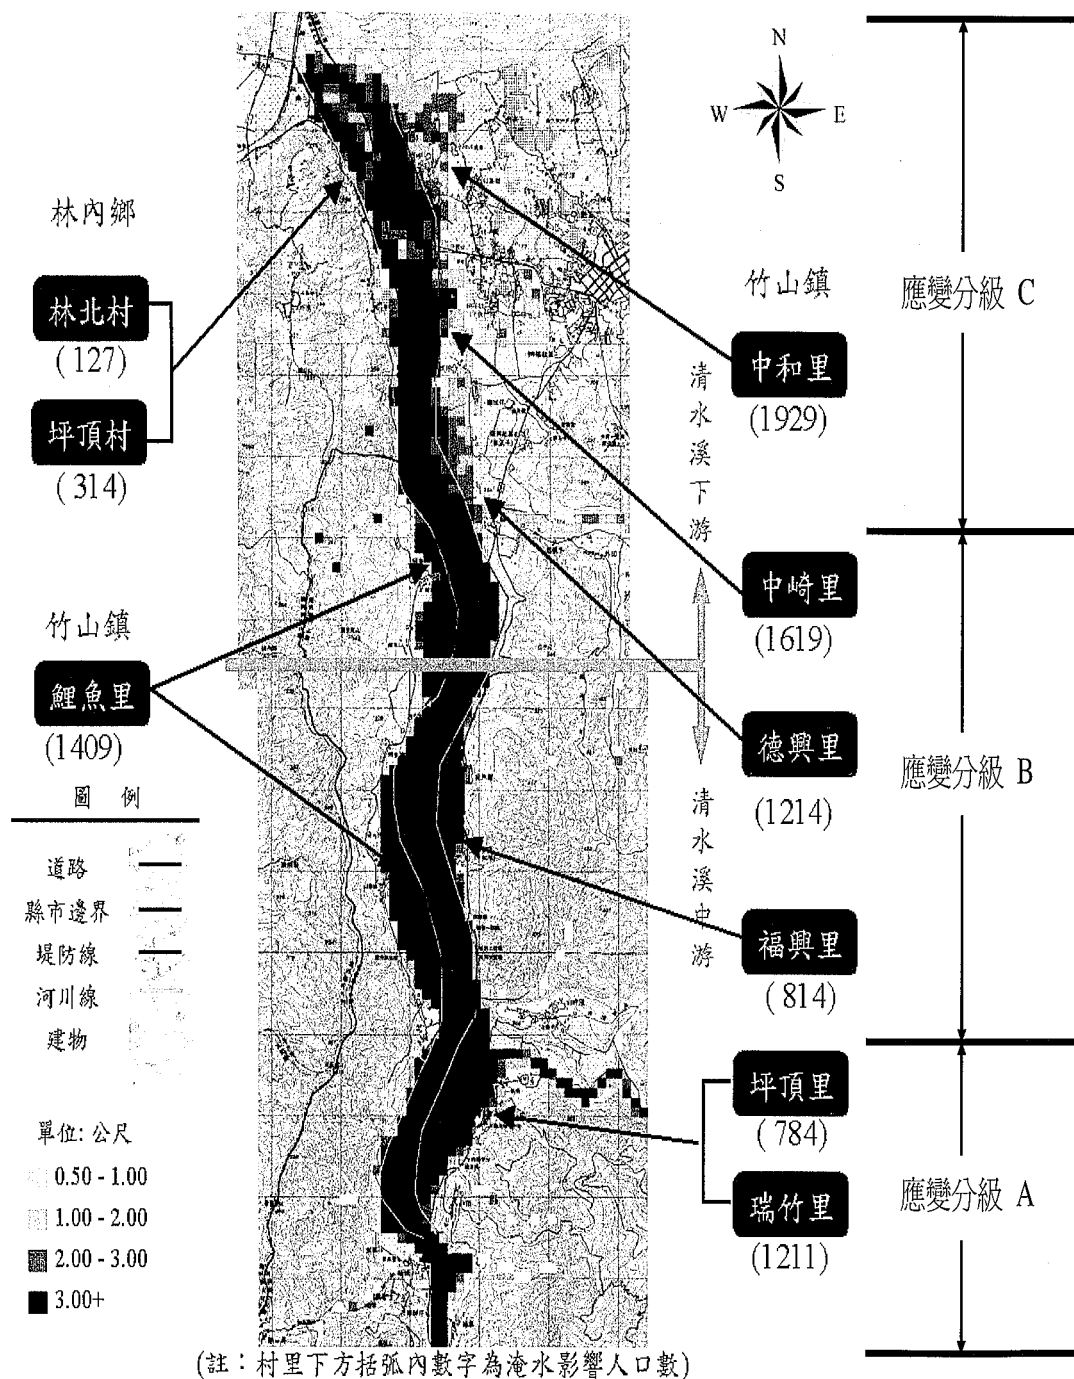 N
W
E
S
林內鄉
林北村
(127)
坪頂村
(314)
竹山鎮
鯉魚里
(1409)
圖 例
道路
縣市邊界
堤防線
河川線
建物
單位: 公尺
0.50 - 1.00
1.00 - 2.00
2.00 - 3.00
3.00+
竹山鎮
中和里
(1929)
中崎里
(1619)
德興里
(1214)
福興里
(814)
坪頂里
(784)
瑞竹里
(1211)
清水溪下游
清水溪中游
應變分級 C
應變分級 B
應變分級 A
(註：村里下方括弧內數字為淹水影響人口數)